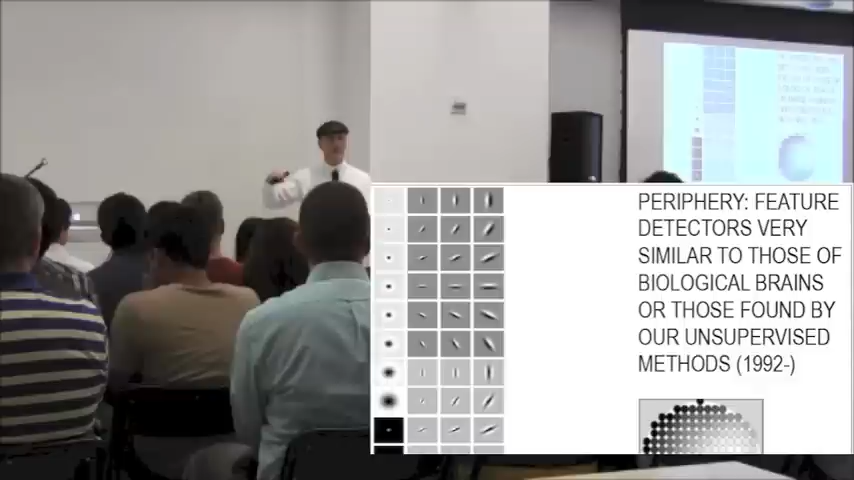 PERIPHERY: FEATURE
DETECTORS VERY
SIMILAR TO THOSE OF
BIOLOGICAL BRAINS
OR THOSE FOUND BY
OUR UNSUPERVISED
METHODS (1992-)